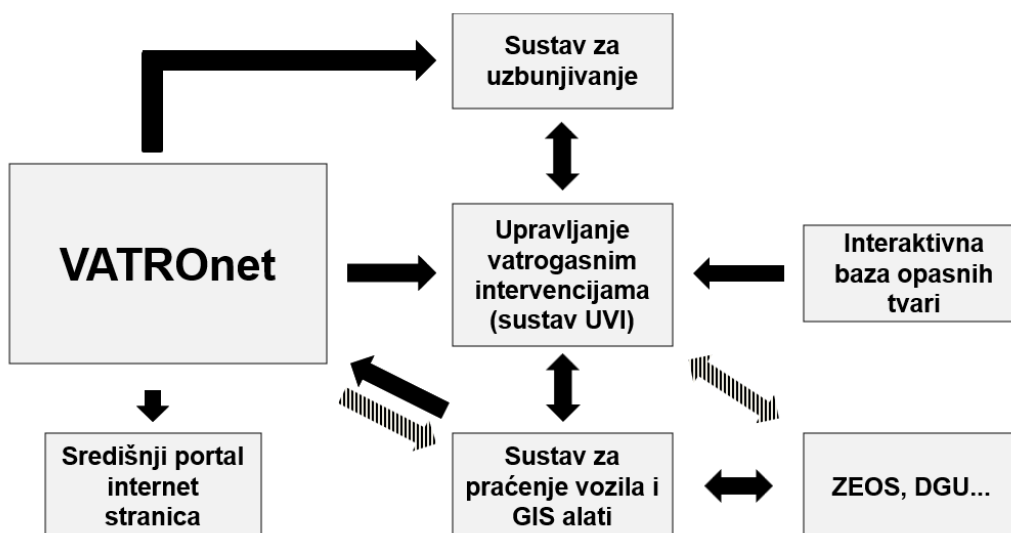 Sustav za
uzbunjivanje
VATROnet
Upravljanje
vatrogasnim
intervencijama
(sustav UVI)
Interaktivna
baza opasnih
tvari
Središnji portal
internet
stranica
Sustav za
praćenje vozila i
GIS alati
ZEOS, DGU...